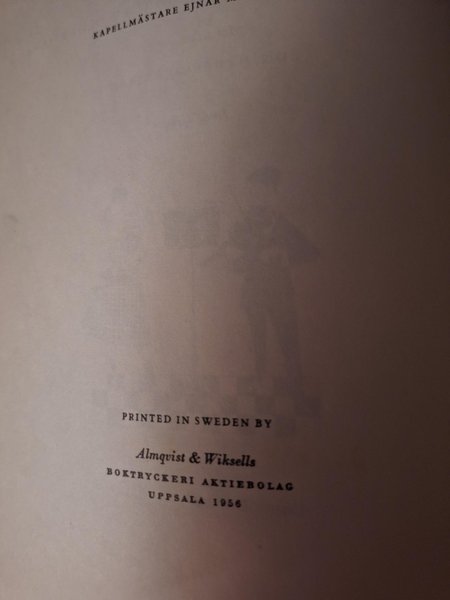 KAPELLMÄSTARE EJNAR
PRINTED IN SWEDEN BY
Almqvist & Wiksells
BOKTRYCKERI AKTIEBOLAG
UPPSALA 1956